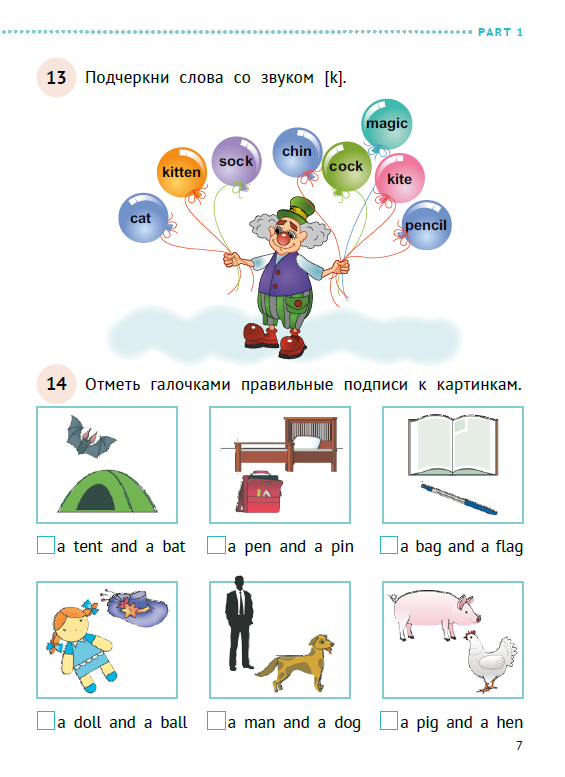 PART 1
13 Подчеркни слова со звуком [k].
magic
chin
sock
cock
kitten
kite
cat
pencil
14 Отметь галочками правильные подписи к картинкам.
a tent and a bat
a pen and a pin
a bag and a flag
a doll and a ball
a man and a dog
a pig and a hen
7